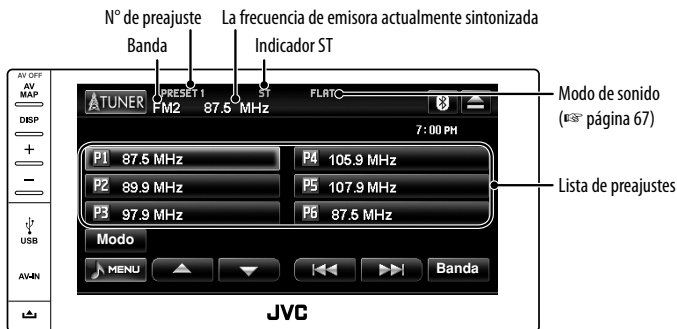 N° de preajuste
La frecuencia de emisora actualmente sintonizada
Banda
Indicador ST
AV OFF
AV
MAP
DISP
+
−
USB
AV-IN
TUNER
PRESET 1
ST
FLAT
FM2
87.5 MHz
7:00 PM
P1 87.5 MHz
P4 105.9 MHz
P2 89.9 MHz
P5 107.9 MHz
P3 97.9 MHz
P6 87.5 MHz
Modo
MENU
Banda
JVC
Modo de sonido
(☞ página 67)
Lista de preajustes